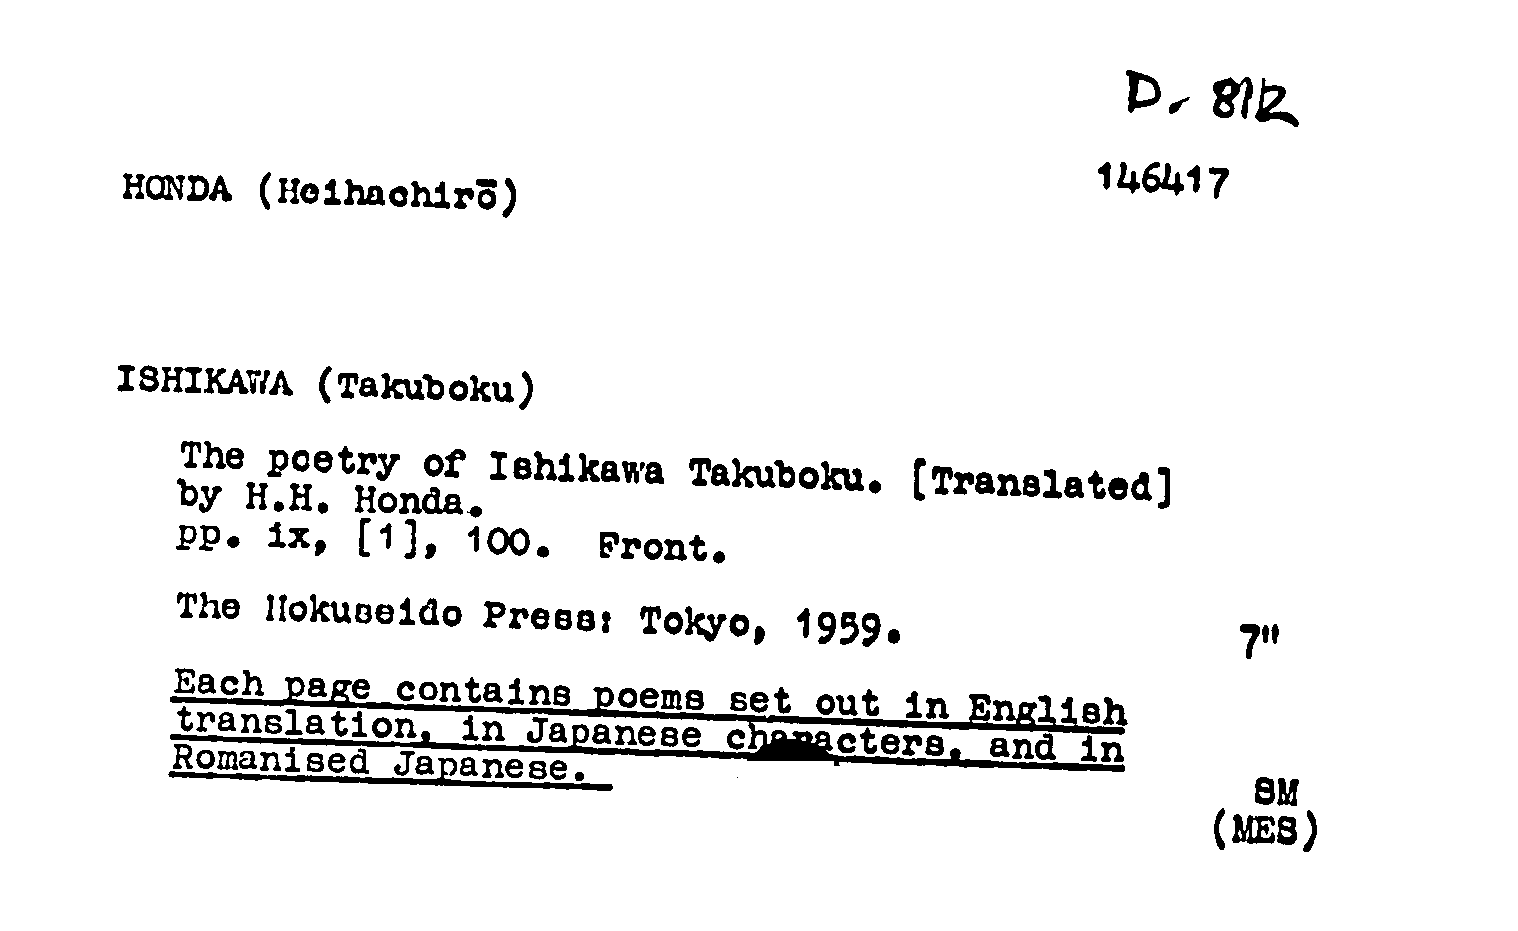 D. 812
146417
HONDA (Heihachirō)
ISHIKAWA (Takuboku)
The poetry of Ishikawa Takuboku. [Translated]
by H.H. Honda.
pp. ix, [1], 100. Front.
The Hokuseido Press: Tokyo, 1959.
7"
Each page contains poems set out in English
translation, in Japanese characters, and in
Romanised Japanese.
SM
(MES)